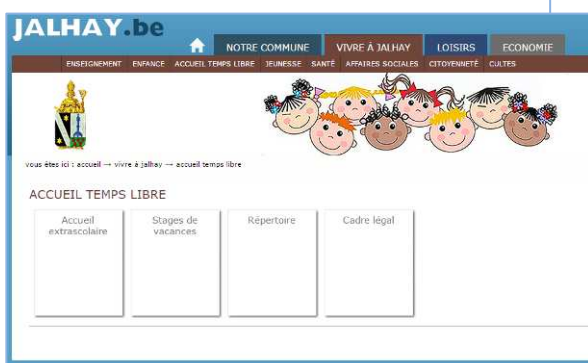 JALHAY.be
NOTRE COMMUNE VIVRE À JALHAY LOISIRS ECONOMIE
ENSEIGNEMENT ENFANCE ACCUEIL TEMPS LIBRE JEUNESSE SANTÉ AFFAIRES SOCIALES CITOYENNETÉ CULTES
vous êtes ici : accueil → vivre à jalhay → accueil temps libre
ACCUEIL TEMPS LIBRE
Accueil extrascolaire
Stages de vacances
Répertoire
Cadre légal